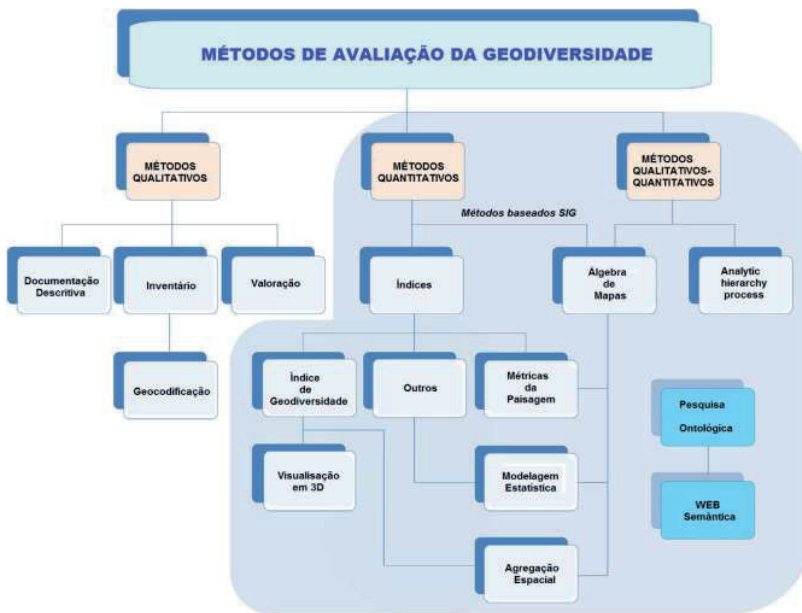 MÉTODOS DE AVALIAÇÃO DA GEODIVERSIDADE
MÉTODOS
QUALITATIVOS
MÉTODOS
QUANTITATIVOS
MÉTODOS
QUALITATIVOS-
QUANTITATIVOS
Métodos baseados SIG
Documentação
Descritiva
Inventário
Valoração
Índices
Álgebra
de
Mapas
Analytic
hierarchy
process
Geocodificação
Índice
de
Geodiversidade
Outros
Métricas
da
Paisagem
Pesquisa
Ontológica
Visualisação
em 3D
Modelagem
Estatística
WEB
Semântica
Agregação
Espacial